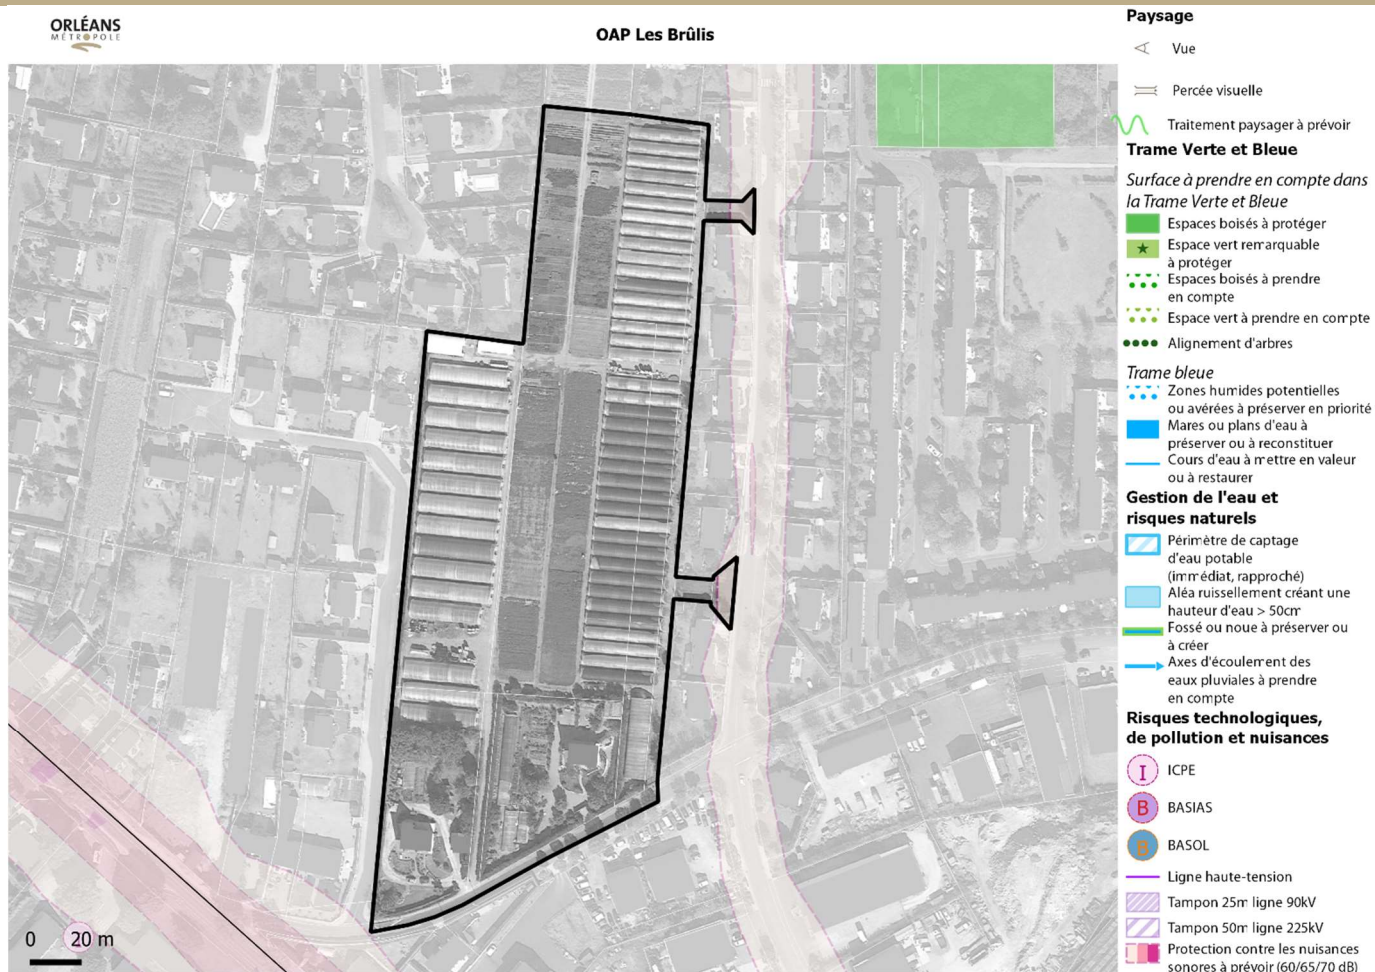 ORLÉANS
MÉTROPOLE
OAP Les Brûlis
Paysage
Vue
Percée visuelle
Traitement paysager à prévoir
Trame Verte et Bleue
Surface à prendre en compte dans
la Trame Verte et Bleue
Espaces boisés à protéger
Espace vert remarquable
à protéger
Espaces boisés à prendre
en compte
Espace vert à prendre en compte
Alignement d'arbres
Trame bleue
Zones humides potentielles
ou avérées à préserver en priorité
Mares ou plans d'eau à
préserver ou à reconstituer
Cours d'eau à mettre en valeur
ou à restaurer
Gestion de l'eau et
risques naturels
Périmètre de captage
d'eau potable
(immédiat, rapproché)
Aléa ruissellement créant une
hauteur d'eau > 50cm
Fossé ou noue à préserver ou
à créer
Axes d'écoulement des
eaux pluviales à prendre
en compte
Risques technologiques,
de pollution et nuisances
I ICPE
B BASIAS
B BASOL
Ligne haute-tension
Tampon 25m ligne 90kV
Tampon 50m ligne 225kV
Protection contre les nuisances
sonores à prévoir (60/65/70 dB)
0 20 m